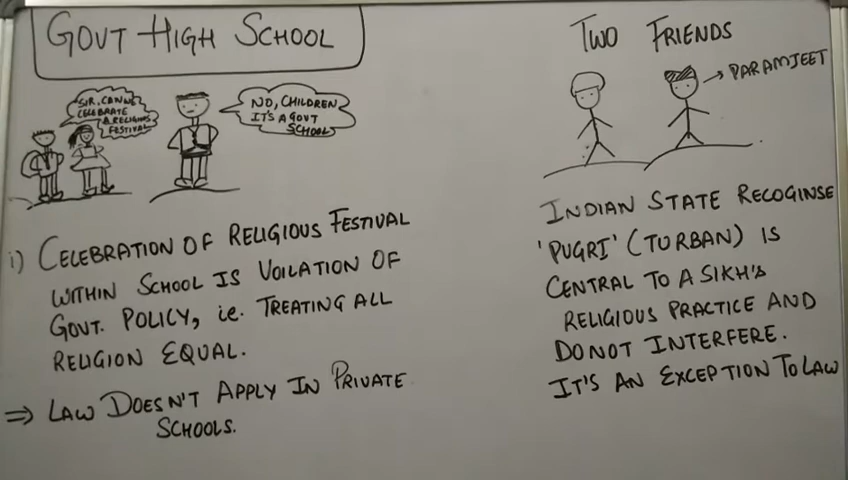 GOVT HIGH SCHOOL
SIR, CAN WE
CELEBRATE
A RELIGIOUS
FESTIVAL
NO, CHILDREN
IT'S A GOVT
SCHOOL
i) CELEBRATION OF RELIGIOUS FESTIVAL
WITHIN SCHOOL IS VOILATION OF
GOVT. POLICY, i.e. TREATING ALL
RELIGION EQUAL.
⇒ LAW DOESN'T APPLY IN PRIVATE
SCHOOLS.
TWO FRIENDS
→ PARAMJEET
INDIAN STATE RECOGINSE
'PUGRI' (TURBAN) IS
CENTRAL TO A SIKH'S
RELIGIOUS PRACTICE AND
DO NOT INTERFERE.
IT'S AN EXCEPTION TO LAW